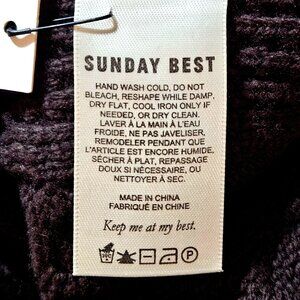 SUNDAY BEST
HAND WASH COLD, DO NOT
BLEACH, RESHAPE WHILE DAMP,
DRY FLAT, COOL IRON ONLY IF
NEEDED, OR DRY CLEAN.
LAVER À LA MAIN À L'EAU
FROIDE, NE PAS JAVELISER,
REMODELER PENDANT QUE
L'ARTICLE EST ENCORE HUMIDE,
SÉCHER À PLAT, REPASSAGE
DOUX SI NÉCESSAIRE, OU
NETTOYER À SEC.
MADE IN CHINA
FABRIQUÉ EN CHINE
Keep me at my best.
P